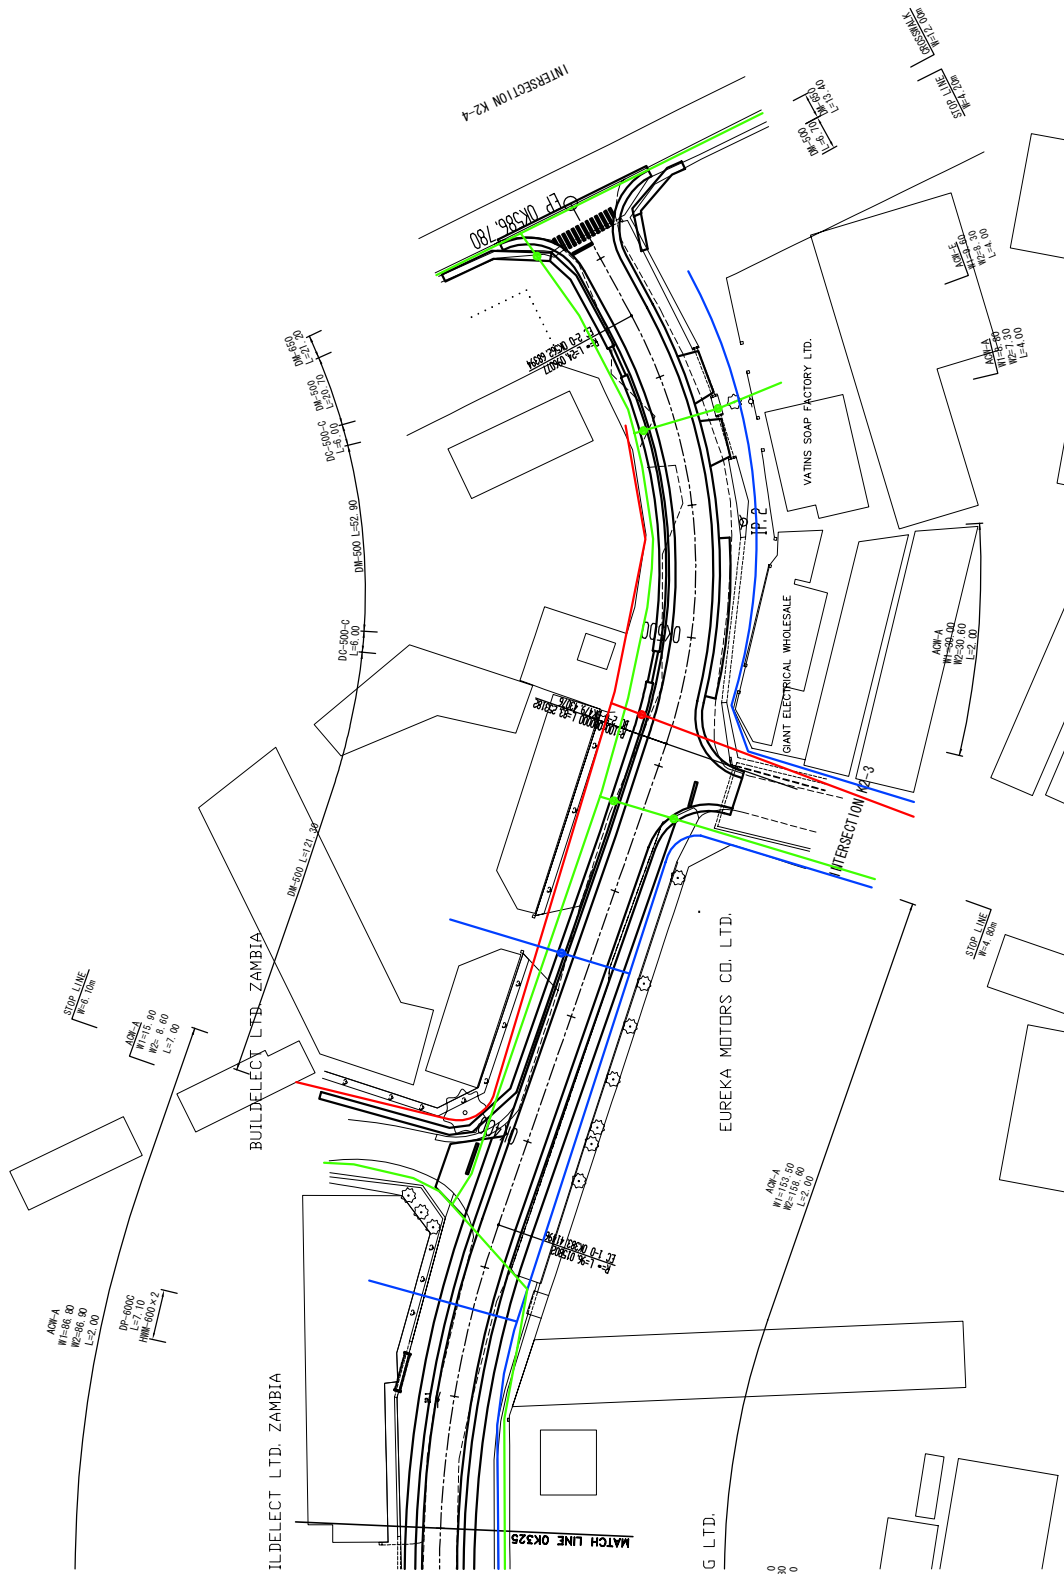 INTERSECTION K2-4
CROSSWALK
W=12.00m
STOP LINE
W=4.20m
DM-650
L=13.40
DM-500
L=6.70
EP 0K586.780
ACW-E
W1=9.60
W2=8.30
L=4.00
ACW-A
W1=8.80
W2=7.30
L=4.00
DM-650
L=21.20
DM-500
L=20.70
DC-500-C
L=6.00
VATINS SOAP FACTORY LTD.
DM-500 L=52.90
IP.2
DC-500-C
L=6.00
0K500
GIANT ELECTRICAL WHOLESALE
ACW-A
W1=30.00
W2=30.60
L=2.00
INTERSECTION K2-3
DM-500 L=121.30
STOP LINE
W=4.80m
STOP LINE
W=6.10m
BUILDELECT LTD. ZAMBIA
EUREKA MOTORS CO. LTD.
ACW-A
W1=15.90
W2= 8.60
L=7.00
ACW-A
W1=153.50
W2=158.60
L=2.00
ACW-A
W1=86.80
W2=86.90
L=2.00
DP-600C
L=7.10
HWM-600×2
ILDELECT LTD. ZAMBIA
MATCH LINE 0K325
G LTD.